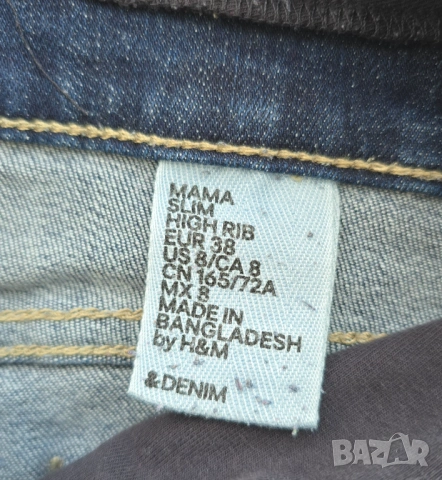 MAMA
SLIM
HIGH RIB
EUR 38
US 8/CA 8
CN 165/72A
MX 8
MADE IN
BANGLADESH
by H&M
&DENIM
BAZAR